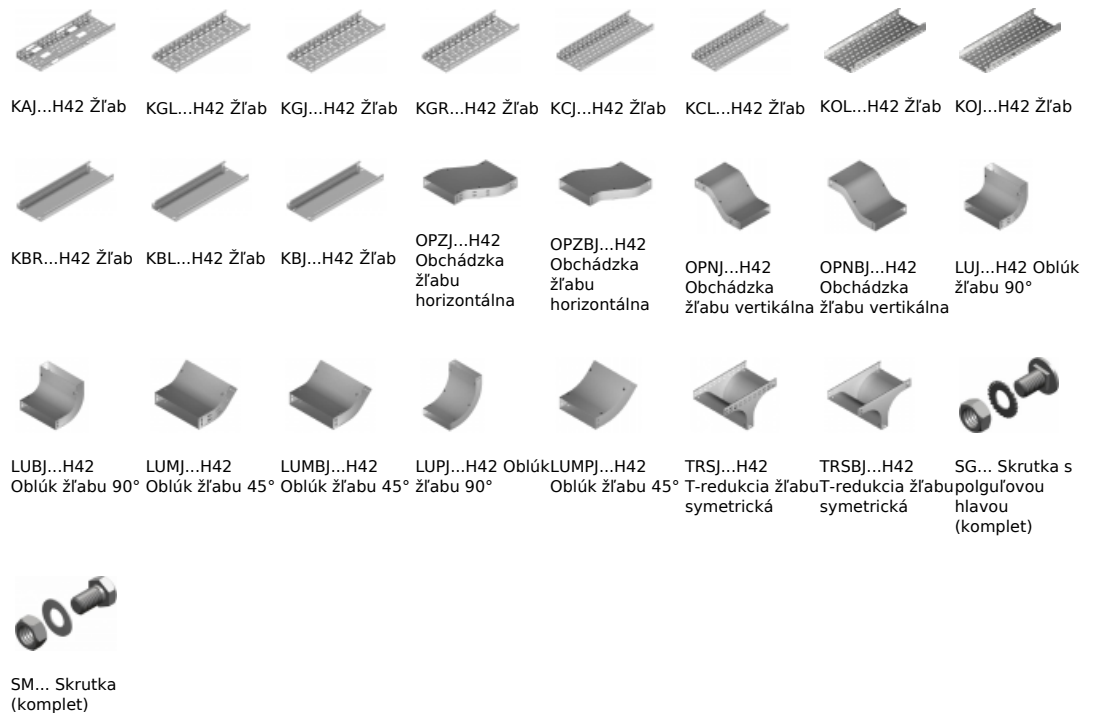 KAJ...H42 Žľab
KGL...H42 Žľab
KGJ...H42 Žľab
KGR...H42 Žľab
KCJ...H42 Žľab
KCL...H42 Žľab
KOL...H42 Žľab
KOJ...H42 Žľab
KBR...H42 Žľab
KBL...H42 Žľab
KBJ...H42 Žľab
OPZJ...H42
Obchádzka
žľabu
horizontálna
OPZBJ...H42
Obchádzka
žľabu
horizontálna
OPNJ...H42
Obchádzka
žľabu vertikálna
OPNBJ...H42
Obchádzka
žľabu vertikálna
LUJ...H42 Oblúk
žľabu 90°
LUBJ...H42
Oblúk žľabu 90°
LUMJ...H42
Oblúk žľabu 45°
LUMBJ...H42
Oblúk žľabu 45°
LUPJ...H42 Oblúk
žľabu 90°
LUMPJ...H42
Oblúk žľabu 45°
TRSJ...H42
T-redukcia žľabu
symetrická
TRSBJ...H42
T-redukcia žľabu
symetrická
SG... Skrutka s
polguľovou
hlavou
(komplet)
SM... Skrutka
(komplet)